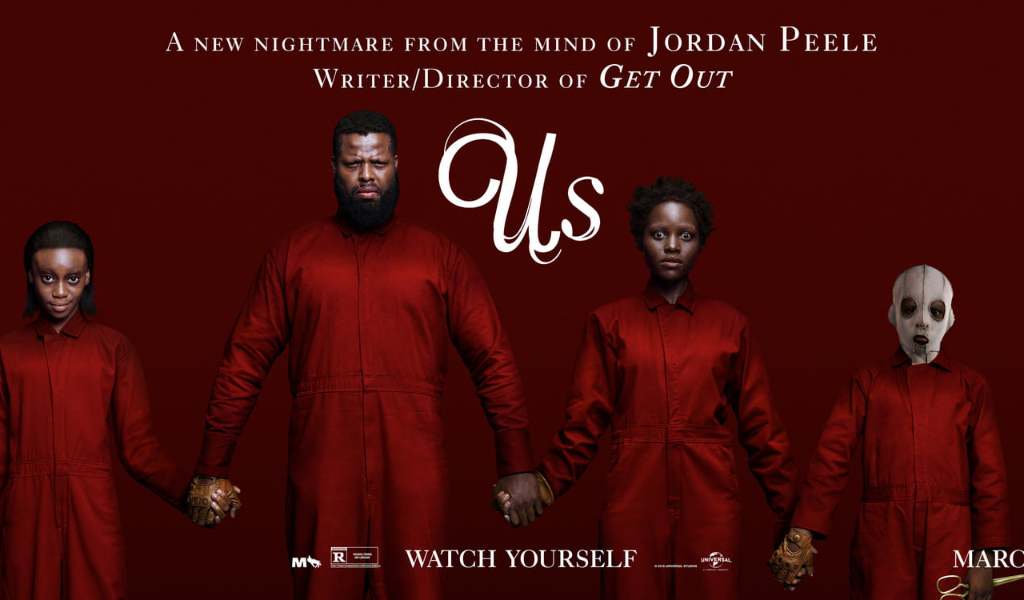 A NEW NIGHTMARE FROM THE MIND OF JORDAN PEELE
WRITER/DIRECTOR OF GET OUT
Us
R
WATCH YOURSELF
UNIVERSAL
MARC